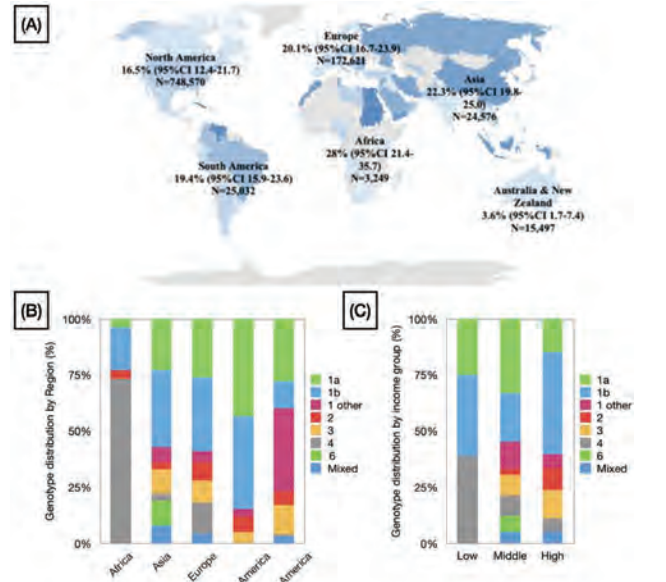 (A)
North America
16.5% (95%CI 12.4-21.7)
N=748,570
Europe
20.1% (95%CI 16.7-23.9)
N=172,621
Asia
22.3% (95%CI 19.8-
25.0)
N=24,576
Africa
28% (95%CI 21.4-
35.7)
N=3,249
South America
19.4% (95%CI 15.9-23.6)
N=25,032
Australia & New
Zealand
3.6% (95%CI 1.7-7.4)
N=15,497
(B)
Genotype distribution by Region (%)
100%
75%
50%
25%
0%
Africa
Asia
Europe
America
America
1a
1b
1 other
2
3
4
6
Mixed
(C)
Genotype distribution by income group (%)
100%
75%
50%
25%
0%
Low
Middle
High
1a
1b
1 other
2
3
4
6
Mixed